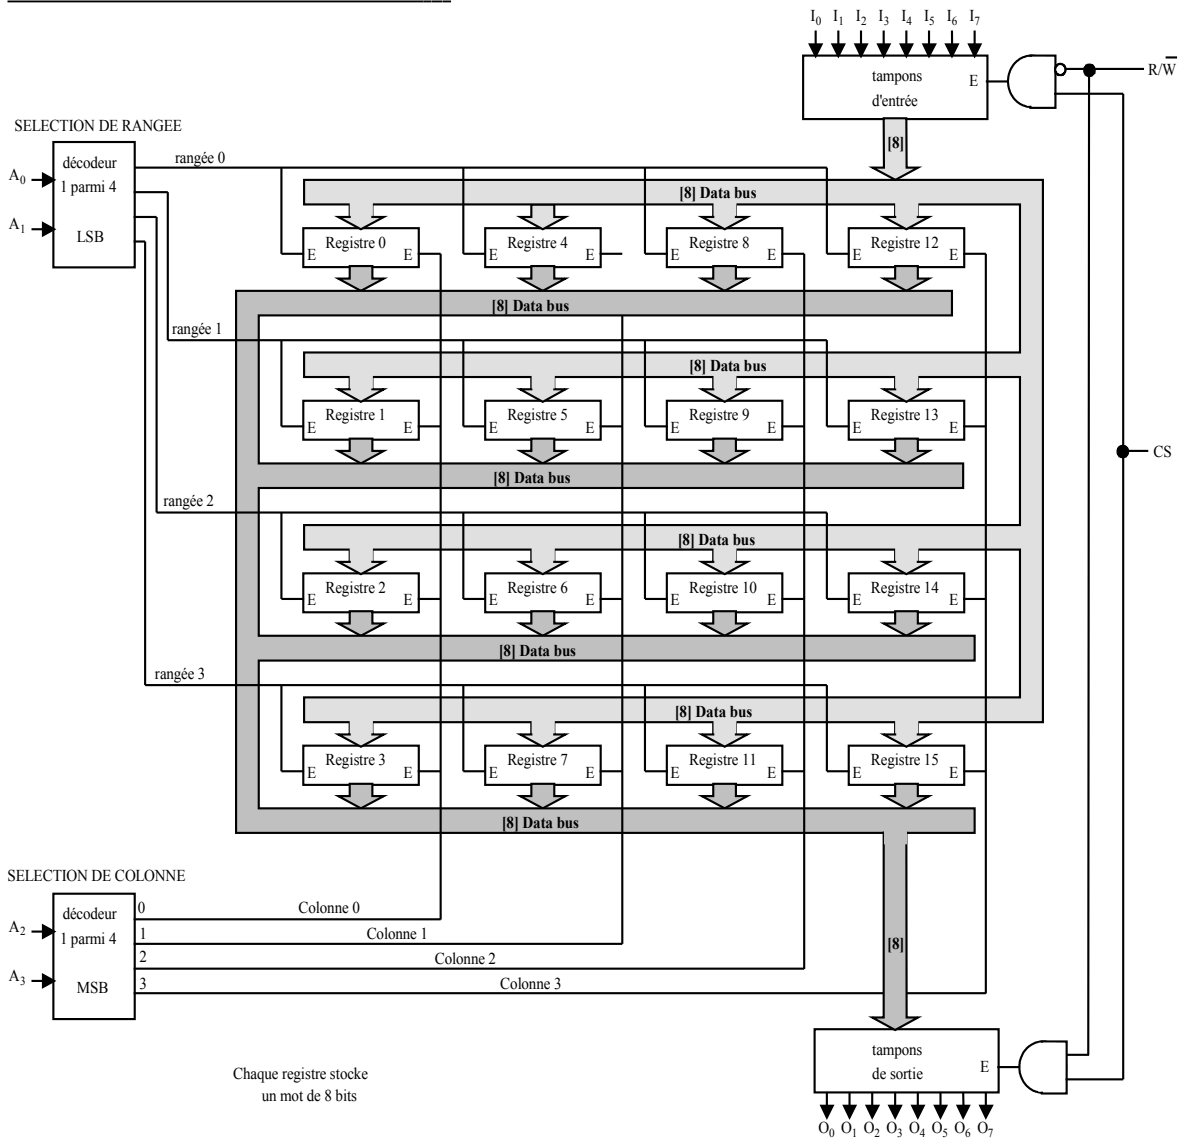 I0 I1 I2 I3 I4 I5 I6 I7
tampons
d'entrée
E
R/W̅
[8]
SELECTION DE RANGEE
décodeur
1 parmi 4
LSB
A0
A1
rangée 0
[8] Data bus
Registre 0
E E
Registre 4
E E
Registre 8
E E
Registre 12
E E
[8] Data bus
rangée 1
[8] Data bus
Registre 1
E E
Registre 5
E E
Registre 9
E E
Registre 13
E E
CS
[8] Data bus
rangée 2
[8] Data bus
Registre 2
E E
Registre 6
E E
Registre 10
E E
Registre 14
E E
[8] Data bus
rangée 3
[8] Data bus
Registre 3
E E
Registre 7
E E
Registre 11
E E
Registre 15
E E
[8] Data bus
SELECTION DE COLONNE
décodeur
1 parmi 4
MSB
A2
A3
0 Colonne 0
1 Colonne 1
2 Colonne 2
3 Colonne 3
[8]
tampons
de sortie
E
Chaque registre stocke
un mot de 8 bits
O0 O1 O2 O3 O4 O5 O6 O7